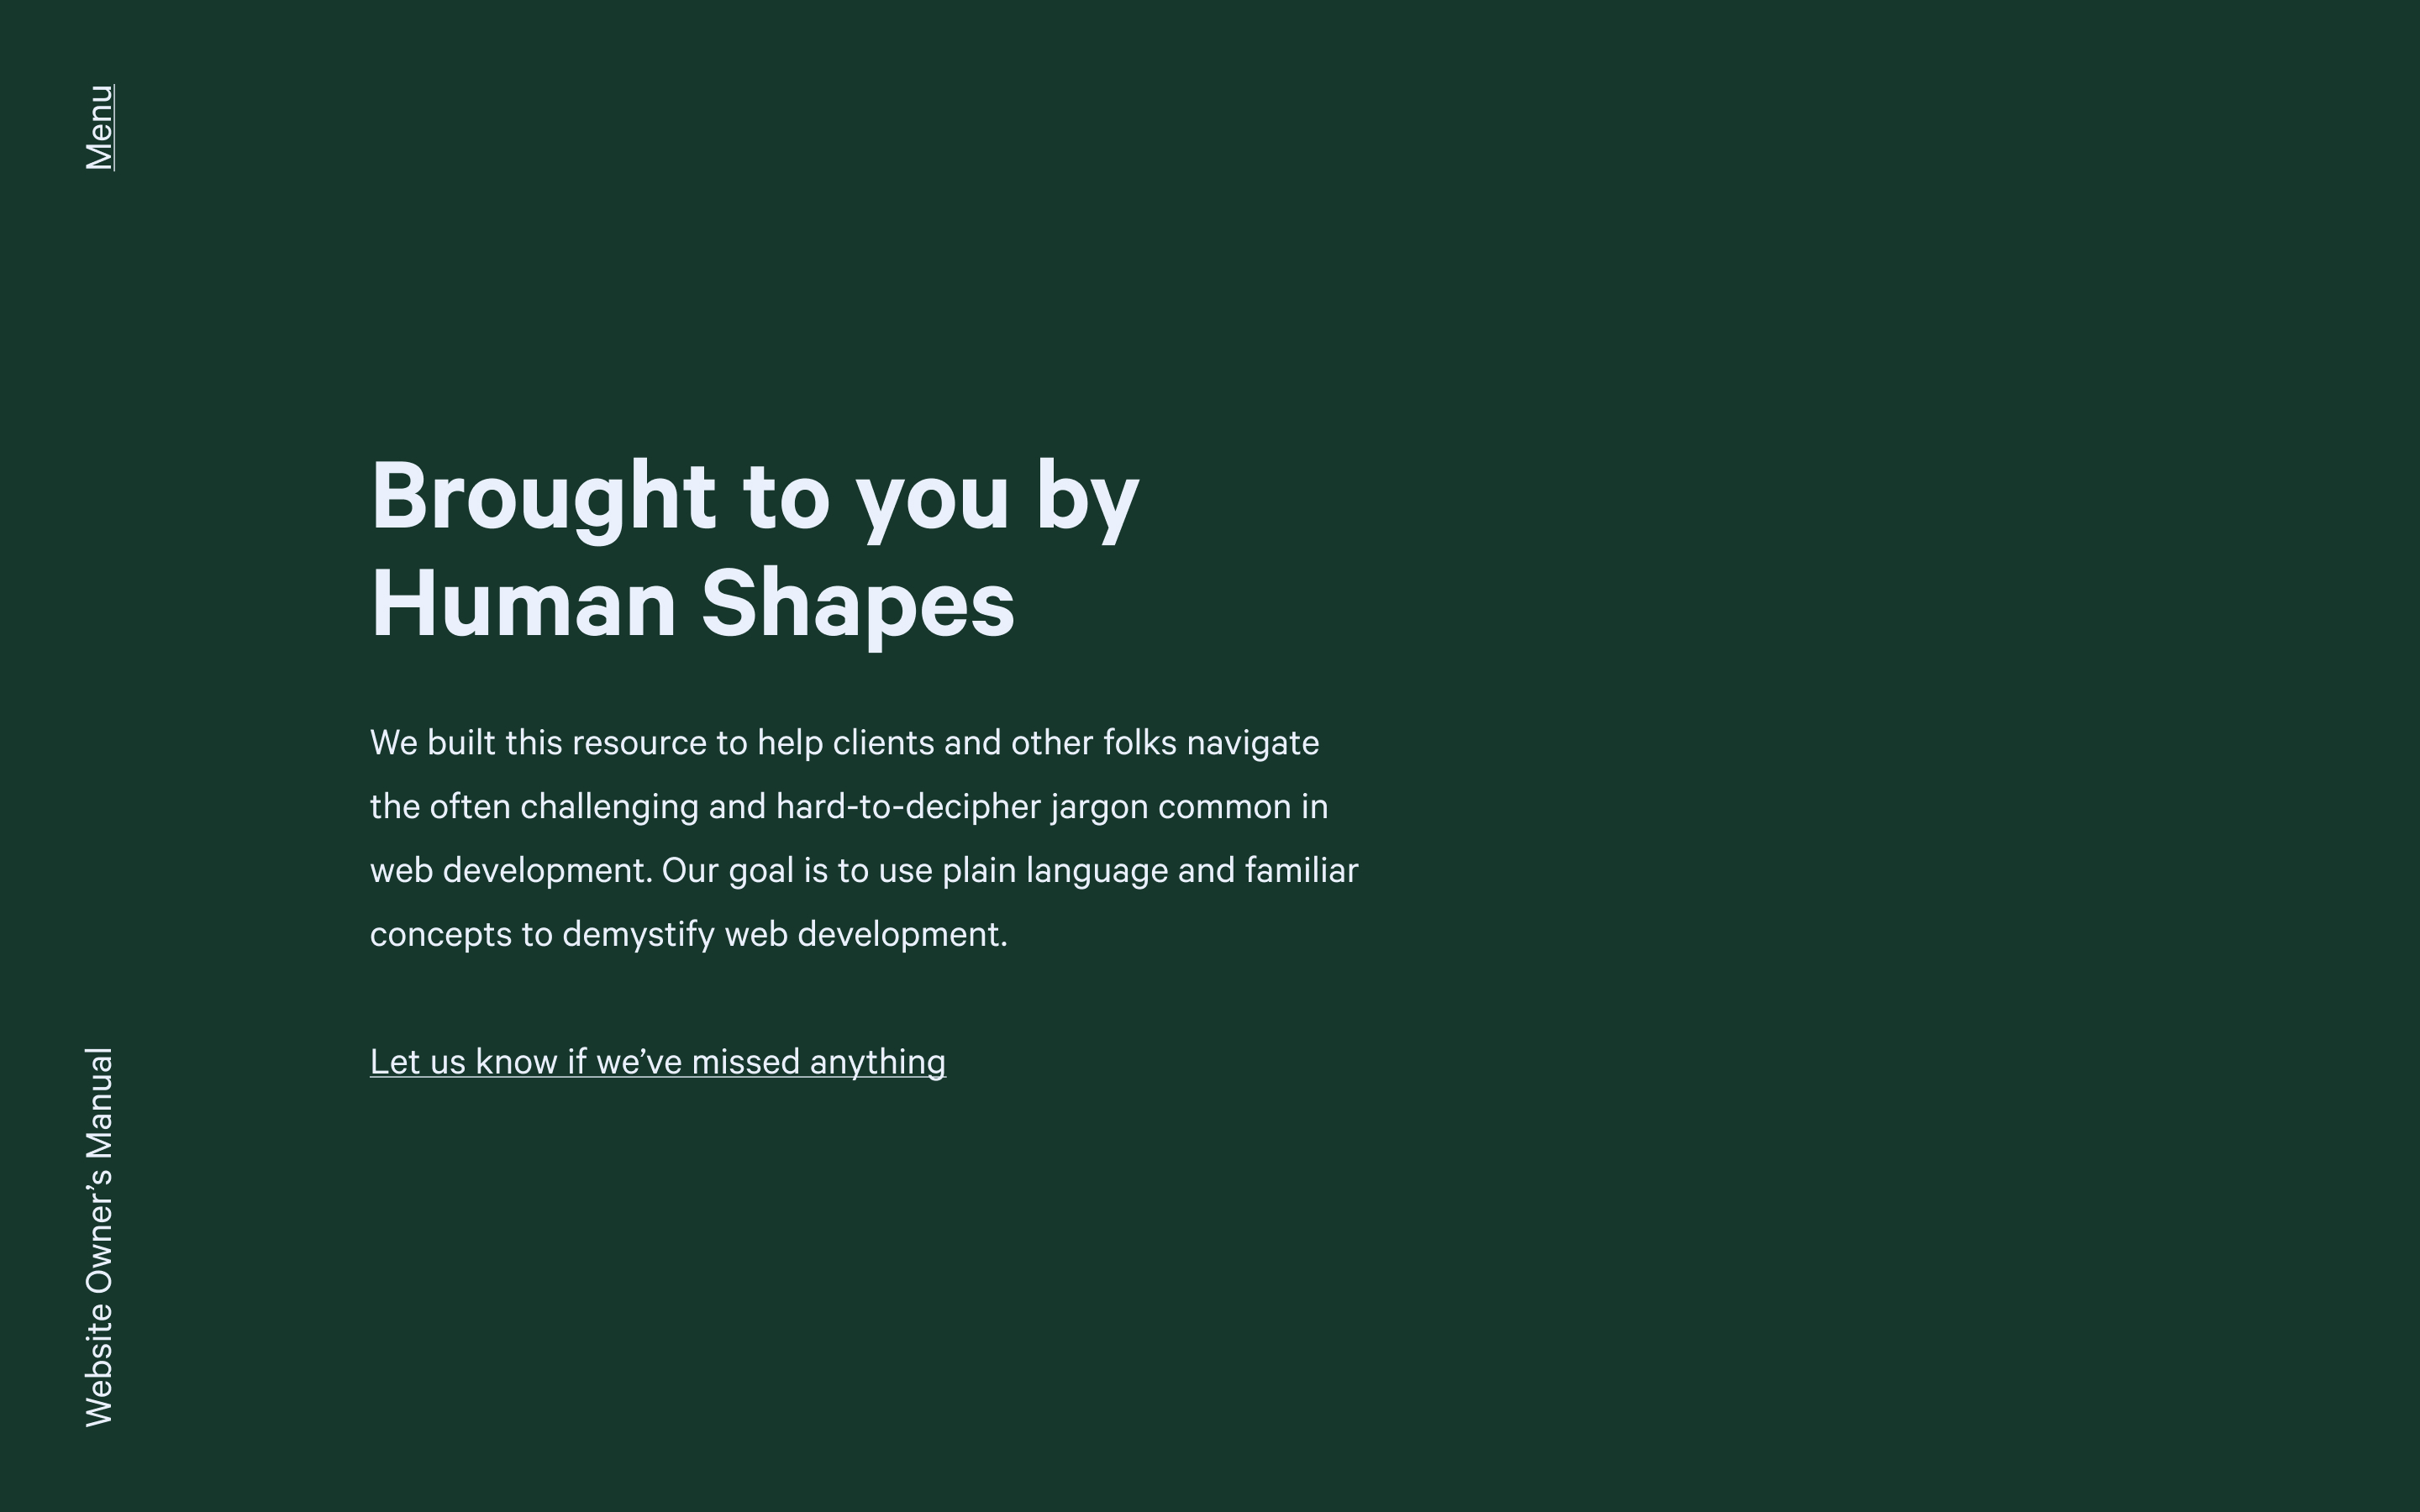 Menu
Brought to you by
Human Shapes
We built this resource to help clients and other folks navigate
the often challenging and hard-to-decipher jargon common in
web development. Our goal is to use plain language and familiar
concepts to demystify web development.
Let us know if we’ve missed anything
Website Owner’s Manual